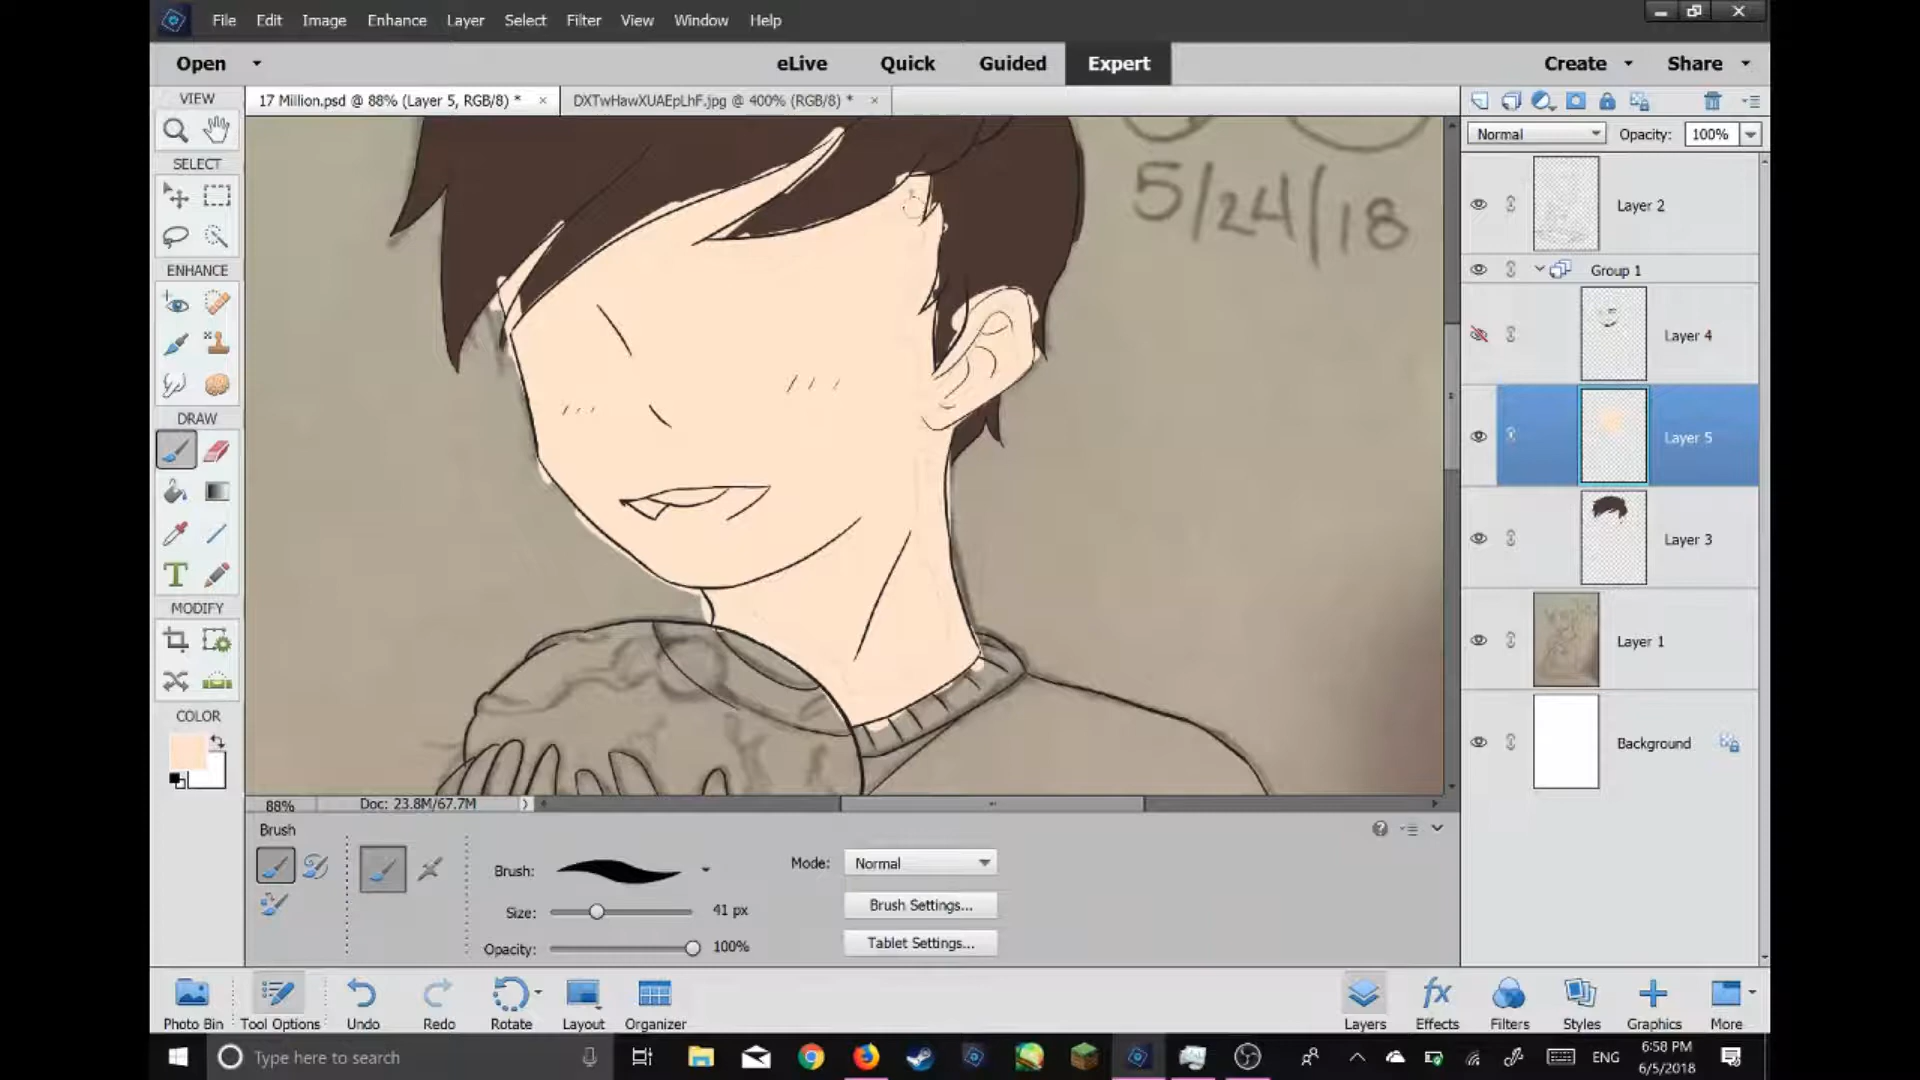 File Edit Image Enhance Layer Select Filter View Window Help
Open eLive Quick Guided Expert Create Share
VIEW
17 Million.psd @ 88% (Layer 5, RGB/8) *
DXTwHawXUAEpLhF.jpg @ 400% (RGB/8) *
Normal Opacity: 100%
SELECT
5/24/18
Layer 2
ENHANCE
Group 1
Layer 4
DRAW
Layer 5
Layer 3
T
MODIFY
Layer 1
COLOR
Background
88% Doc: 23.8M/67.7M
Brush
Brush: Mode: Normal
Size: 41 px Brush Settings...
Opacity: 100% Tablet Settings...
fx
Photo Bin Tool Options Undo Redo Rotate Layout Organizer Layers Effects Filters Styles Graphics More
Type here to search ENG 6:58 PM
6/5/2018